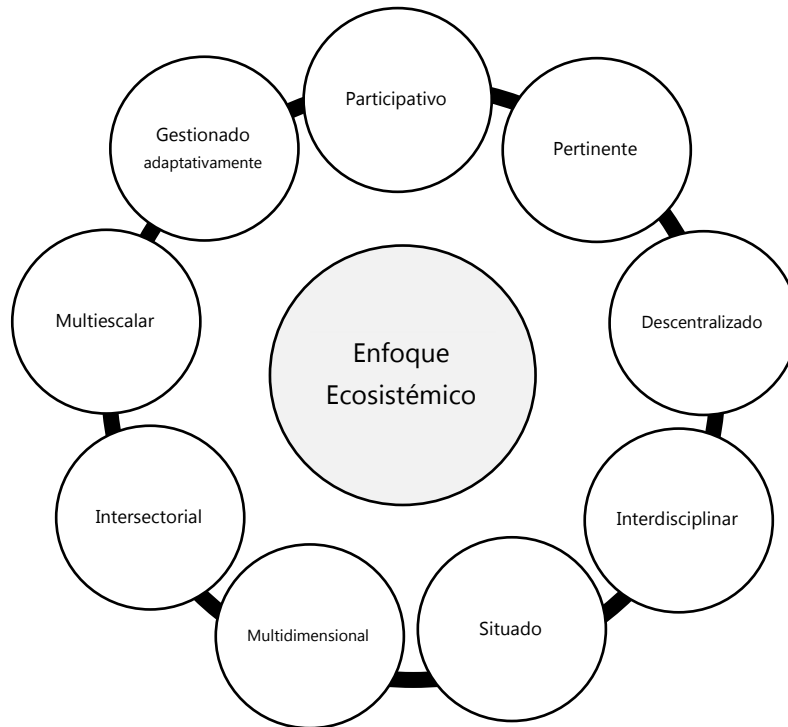 Participativo
Pertinente
Descentralizado
Interdisciplinar
Situado
Multidimensional
Intersectorial
Multiescalar
Gestionado
adaptativamente
Enfoque
Ecosistémico